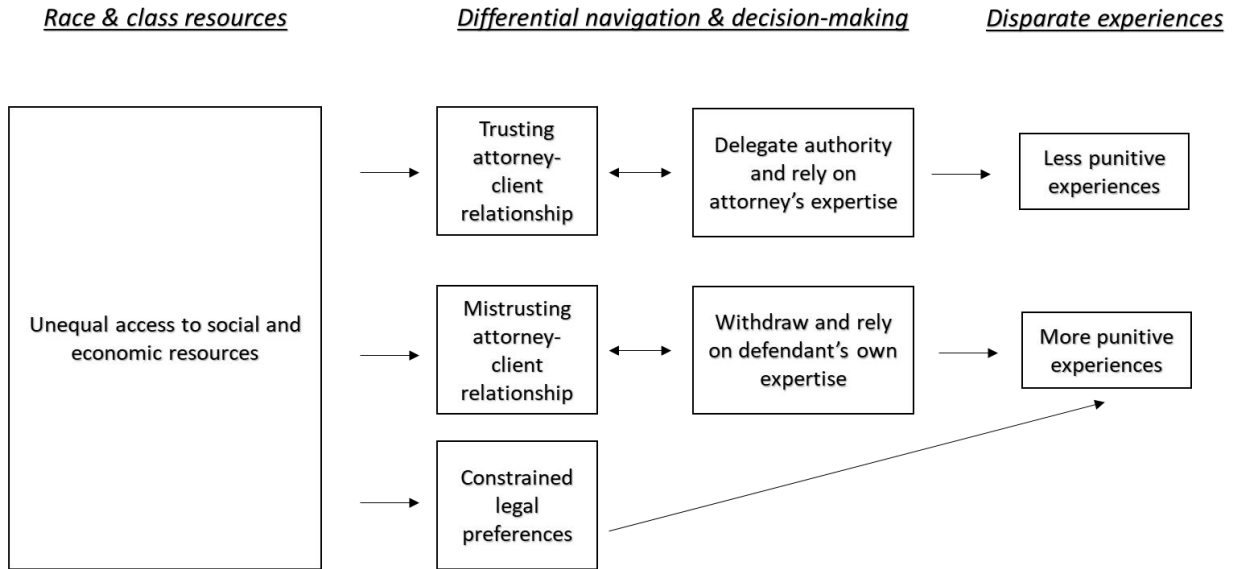 Race & class resources
Differential navigation & decision-making
Disparate experiences
Unequal access to social and
economic resources
Trusting
attorney-
client
relationship
Delegate authority
and rely on
attorney’s expertise
Less punitive
experiences
Mistrusting
attorney-
client
relationship
Withdraw and rely
on defendant’s own
expertise
More punitive
experiences
Constrained
legal
preferences